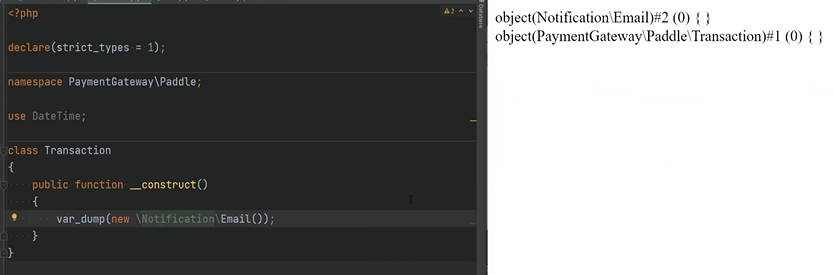 <?php
declare(strict_types = 1);
namespace PaymentGateway\Paddle;
use DateTime;
class Transaction
{
public function __construct()
{
var_dump(new \Notification\Email());
}
}
2
Database
object(Notification\Email)#2 (0) { }
object(PaymentGateway\Paddle\Transaction)#1 (0) { }